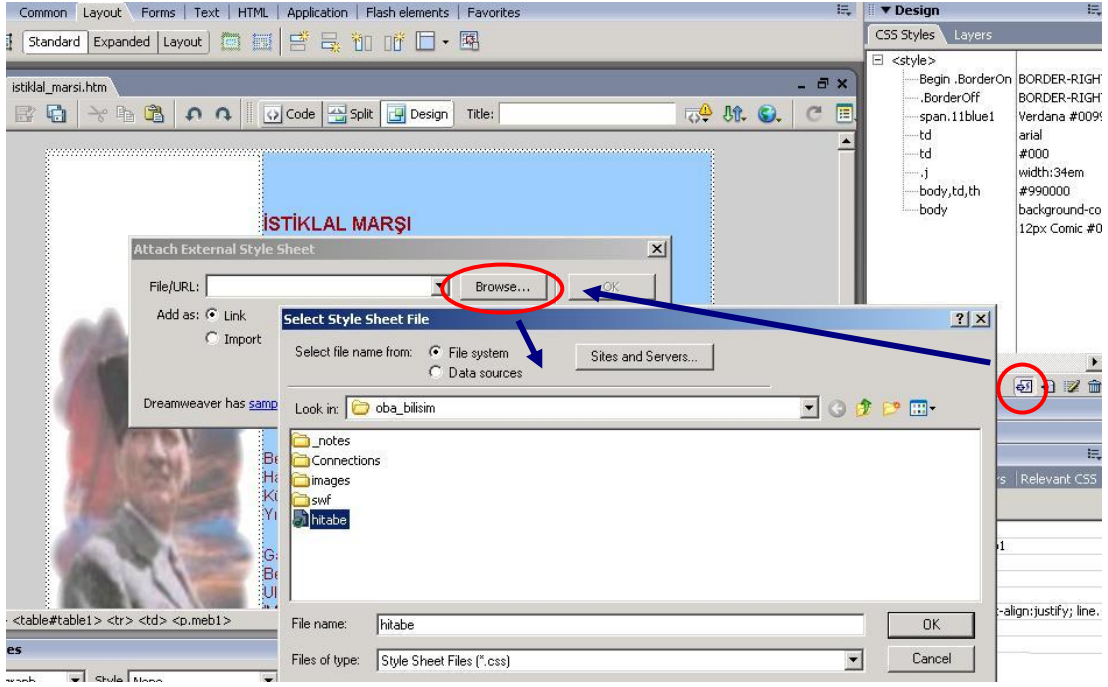 Common Layout Forms Text HTML Application Flash elements Favorites
Standard Expanded Layout
istiklal_marsi.htm
Code Split Design Title:
İSTİKLAL MARŞI
Attach External Style Sheet
File/URL: Browse... OK
Add as: Link
Import
Dreamweaver has
Select Style Sheet File
Select file name from: File system Sites and Servers...
Data sources
Look in: oba_bilisim
_notes
Connections
images
swf
hitabe
File name: hitabe OK
Files of type: Style Sheet Files (*.css) Cancel
<table#table1> <tr> <td> <p.meb1>
Style None
Design
CSS Styles Layers
<style>
Begin .BorderOn BORDER-RIGHT
.BorderOff BORDER-RIGHT
span.11blue1 Verdana #0099
td arial
td #000
.j width:34em
body,td,th #990000
body background-co
12px Comic #0
Relevant CSS
-align:justify; line.